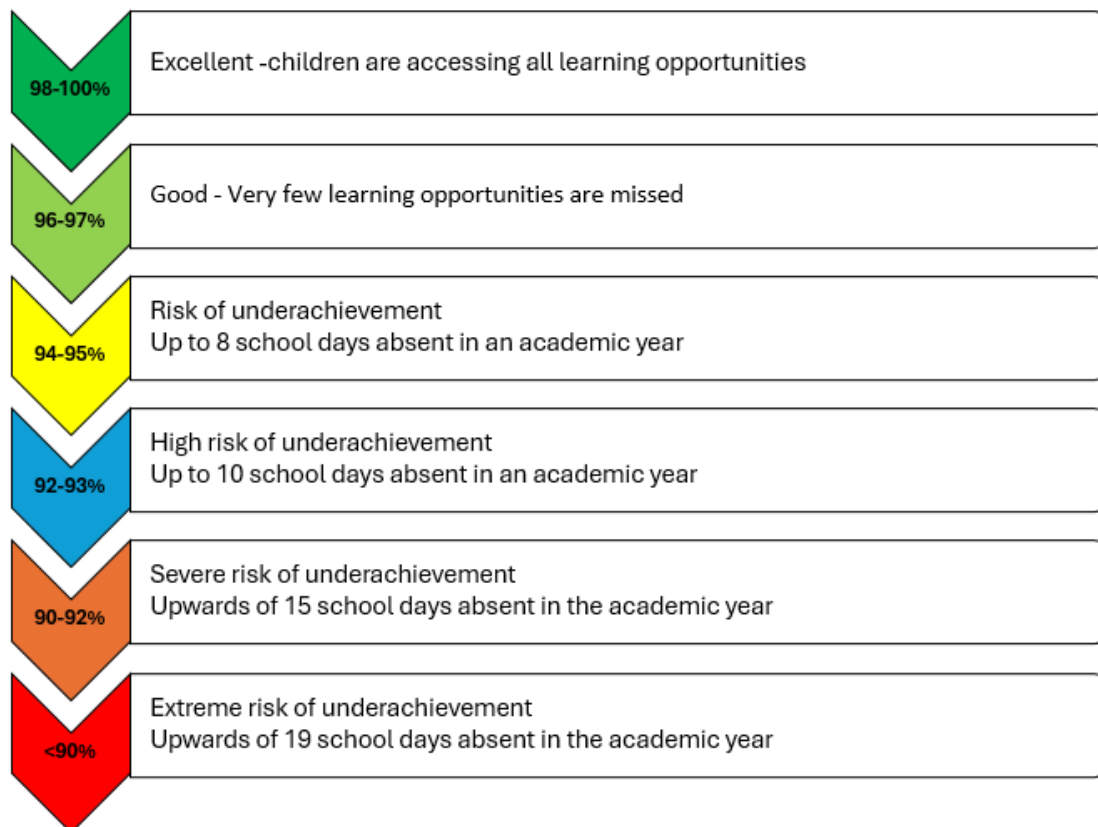 98-100%
Excellent -children are accessing all learning opportunities
96-97%
Good - Very few learning opportunities are missed
94-95%
Risk of underachievement
Up to 8 school days absent in an academic year
92-93%
High risk of underachievement
Up to 10 school days absent in an academic year
90-92%
Severe risk of underachievement
Upwards of 15 school days absent in the academic year
<90%
Extreme risk of underachievement
Upwards of 19 school days absent in the academic year